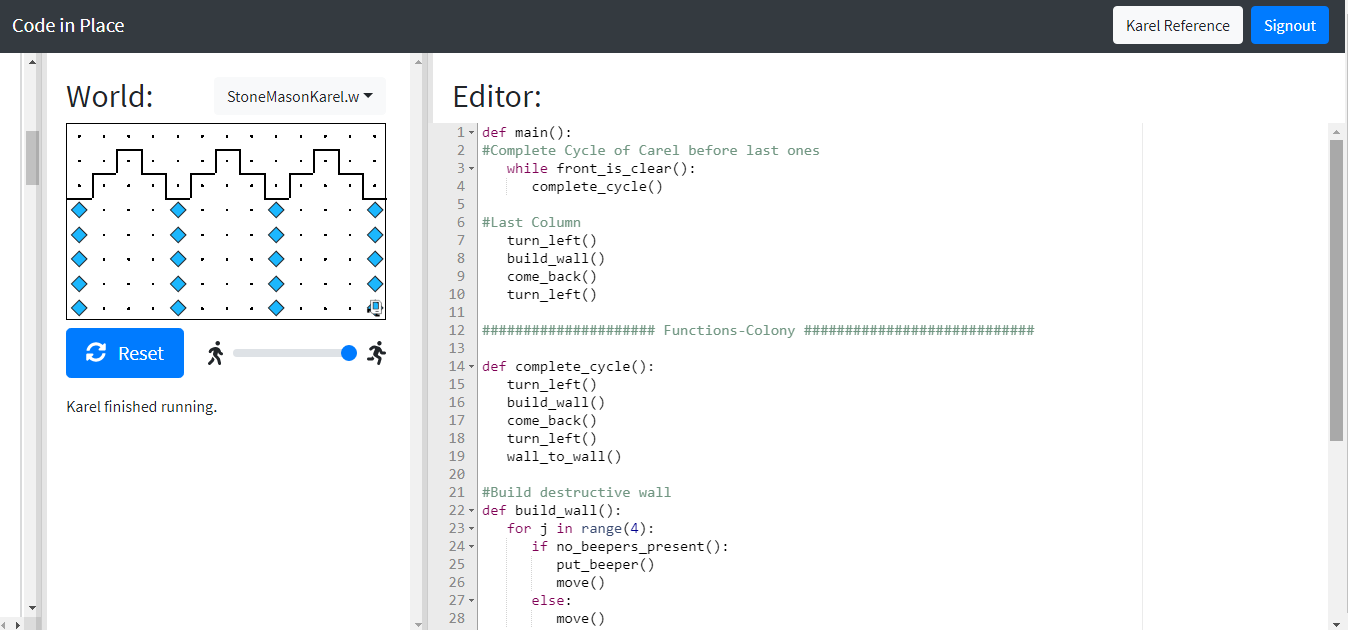 Code in Place
Karel Reference
Signout
World:
StoneMasonKarel.w
Reset
Karel finished running.
Editor:
1 def main():
2 #Complete Cycle of Carel before last ones
3 while front_is_clear():
4 complete_cycle()
5
6 #Last Column
7 turn_left()
8 build_wall()
9 come_back()
10 turn_left()
11
12 ##################### Functions-Colony ############################
13
14 def complete_cycle():
15 turn_left()
16 build_wall()
17 come_back()
18 turn_left()
19 wall_to_wall()
20
21 #Build destructive wall
22 def build_wall():
23 for j in range(4):
24 if no_beepers_present():
25 put_beeper()
26 move()
27 else:
28 move()